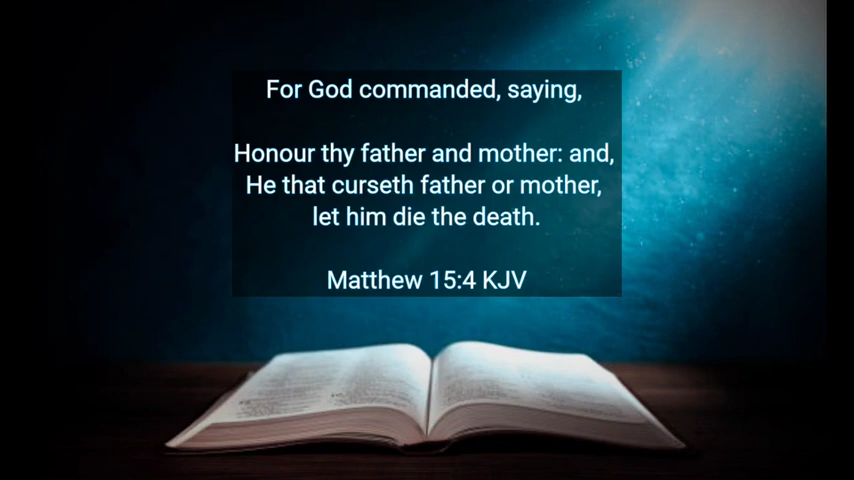 For God commanded, saying,
Honour thy father and mother: and,
He that curseth father or mother,
let him die the death.
Matthew 15:4 KJV